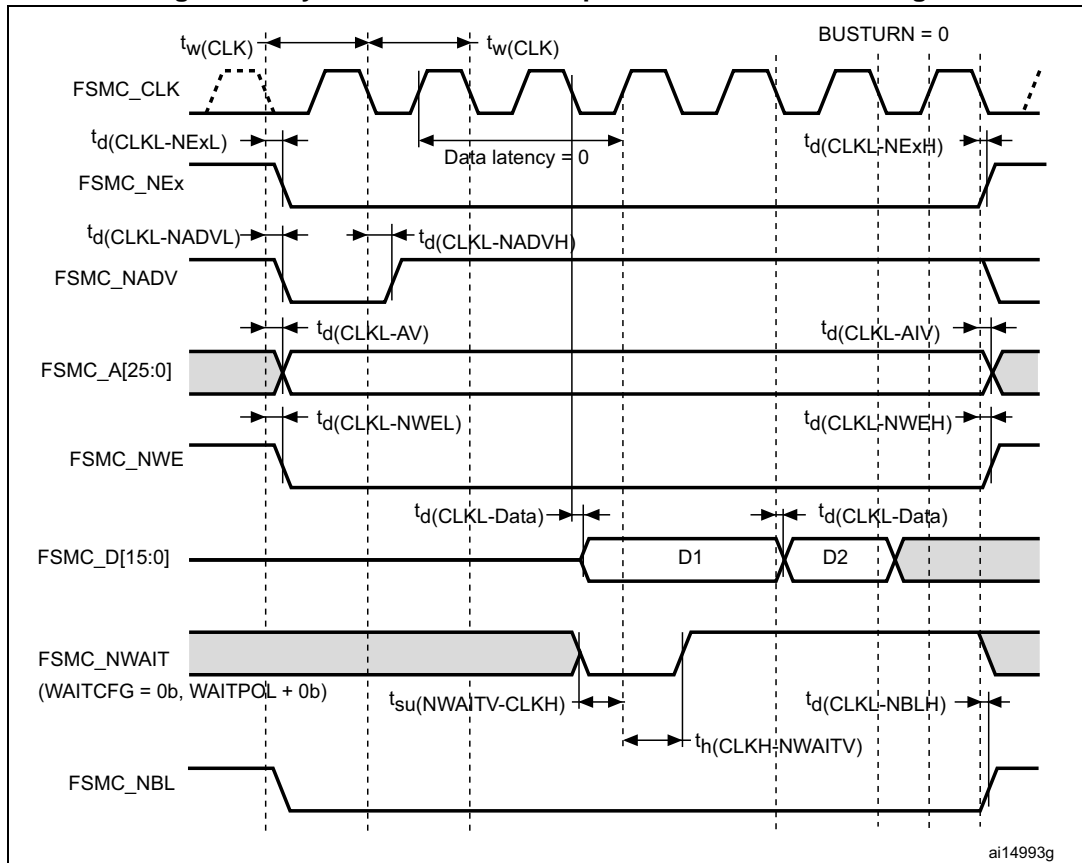 BUSTURN = 0
tw(CLK)
tw(CLK)
FSMC_CLK
td(CLKL-NExL)
Data latency = 0
td(CLKL-NExH)
FSMC_NEx
td(CLKL-NADVL)
td(CLKL-NADVH)
FSMC_NADV
td(CLKL-AV)
td(CLKL-AIV)
FSMC_A[25:0]
td(CLKL-NWEL)
td(CLKL-NWEH)
FSMC_NWE
td(CLKL-Data)
td(CLKL-Data)
FSMC_D[15:0]
D1
D2
FSMC_NWAIT
(WAITCFG = 0b, WAITPOL + 0b)
tsu(NWAITV-CLKH)
td(CLKL-NBLH)
th(CLKH-NWAITV)
FSMC_NBL
ai14993g